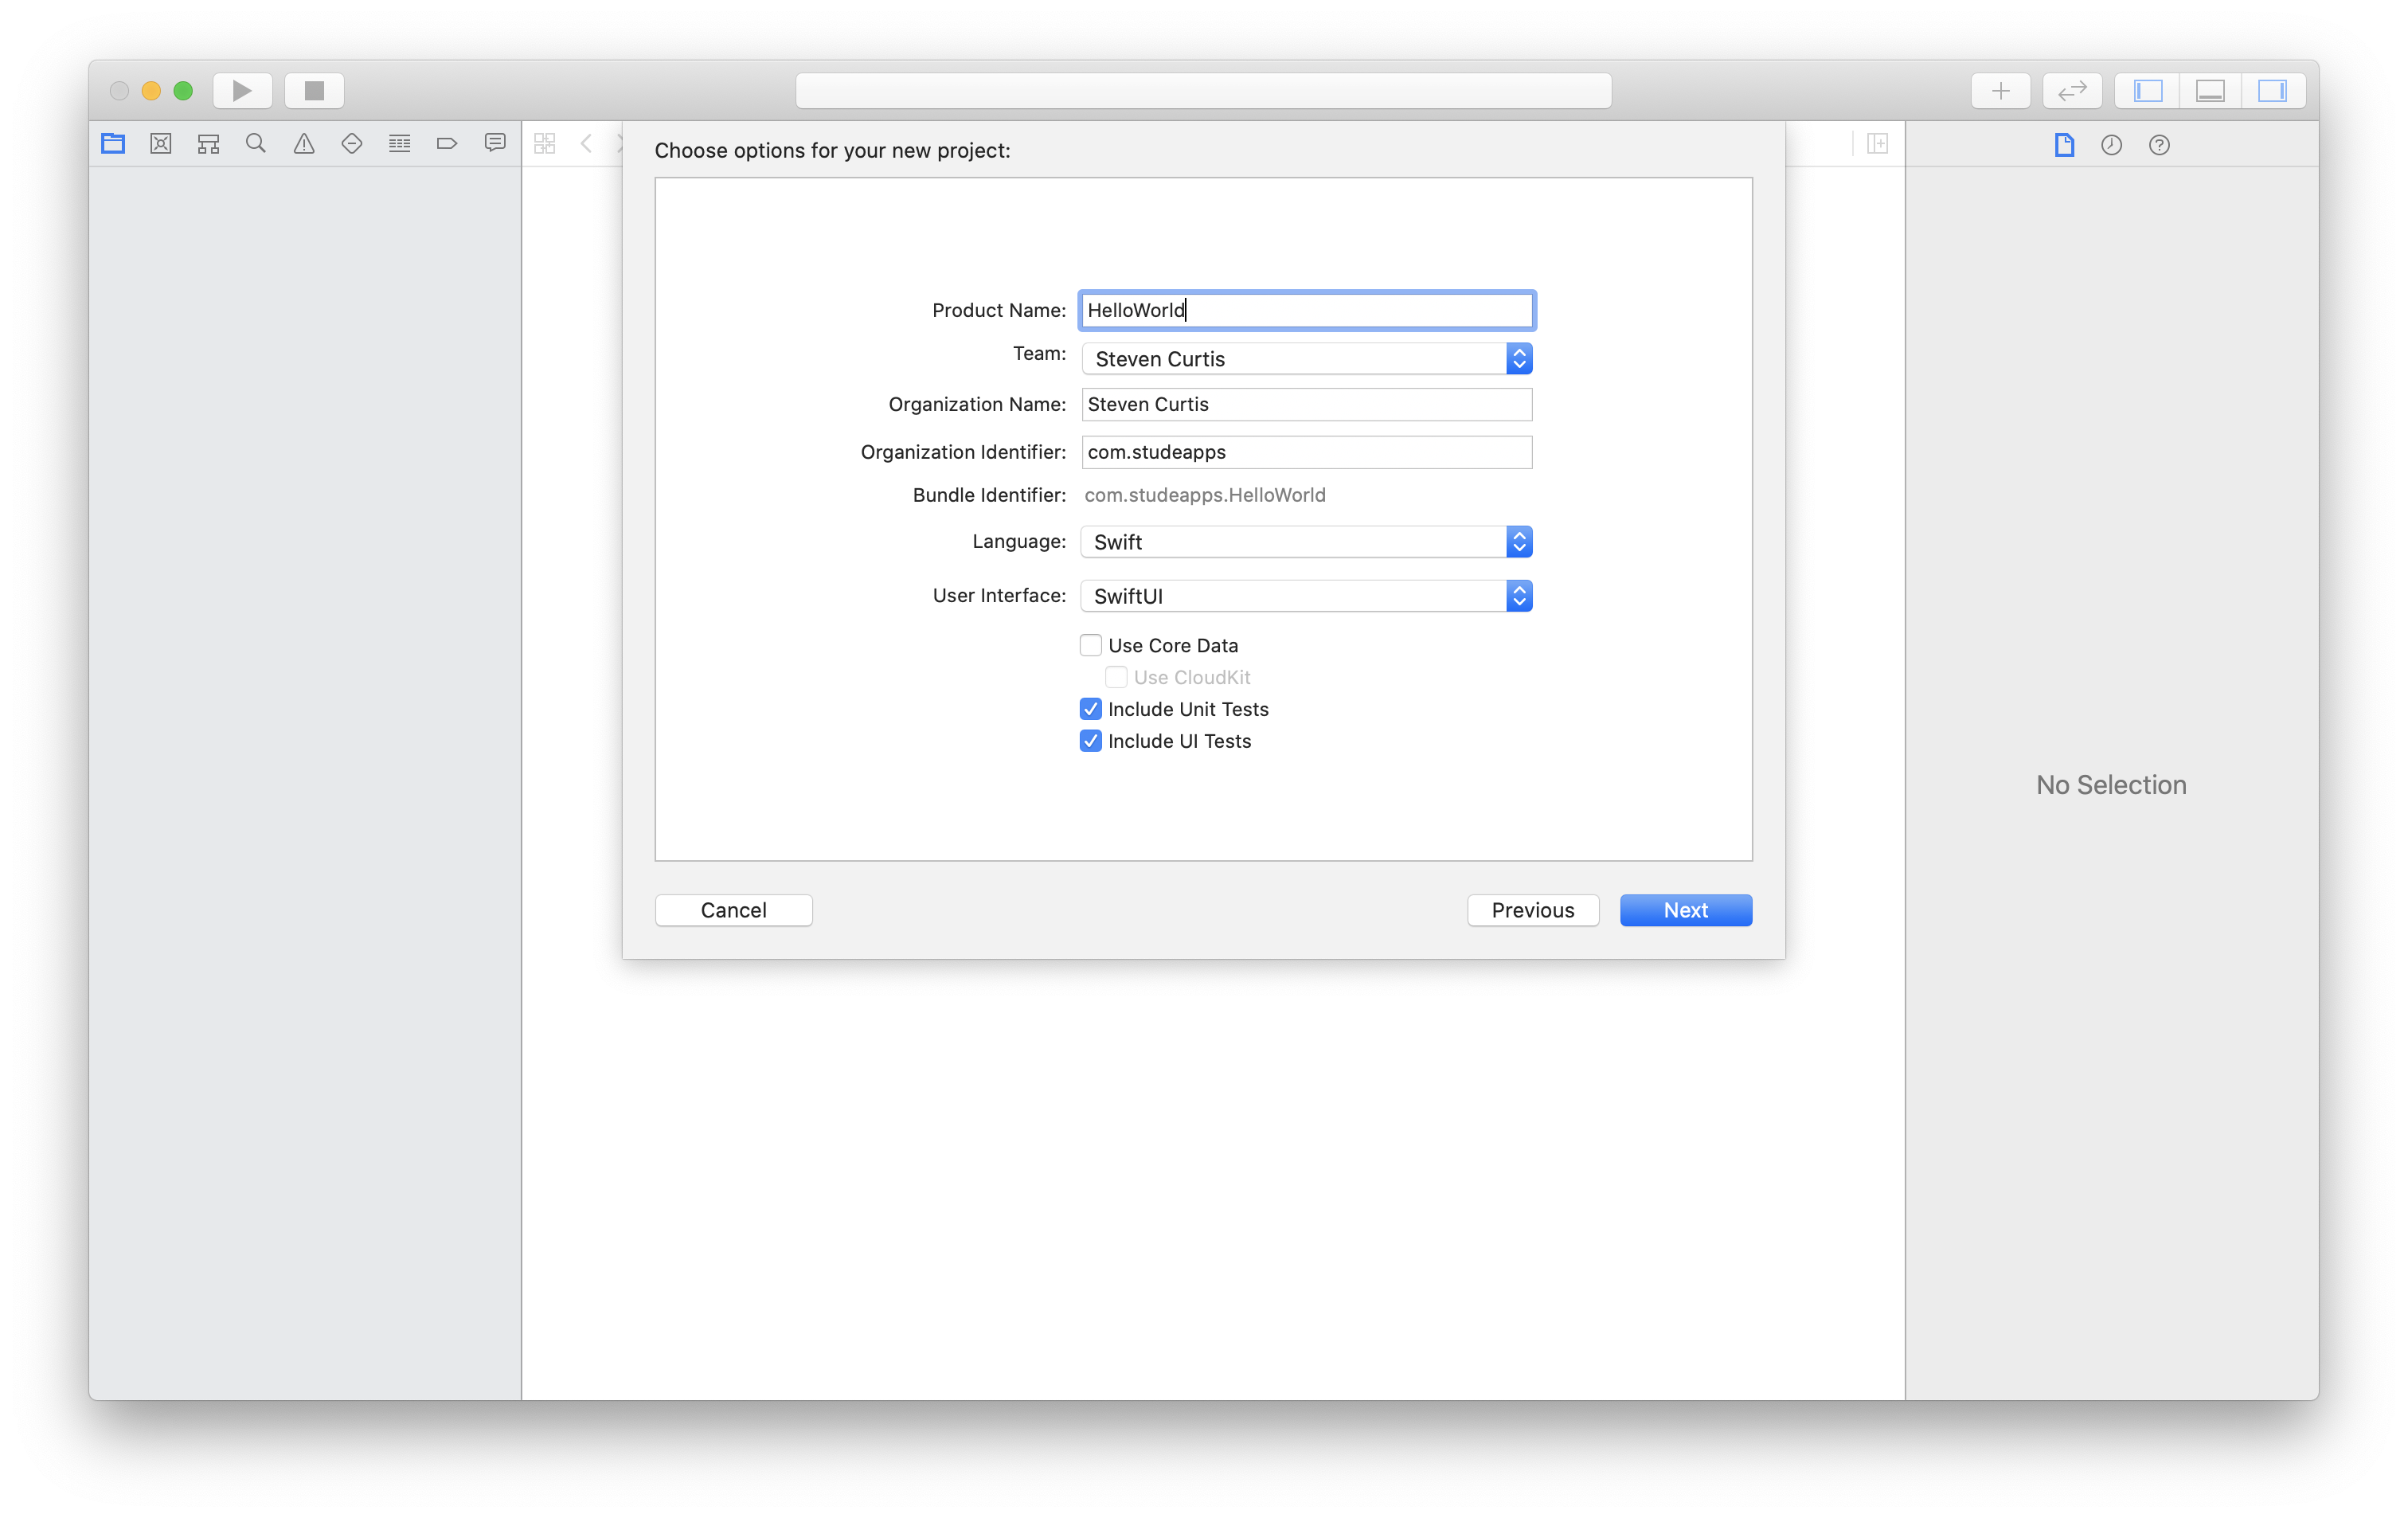 Choose options for your new project:
Product Name: HelloWorld
Team: Steven Curtis
Organization Name: Steven Curtis
Organization Identifier: com.studeapps
Bundle Identifier: com.studeapps.HelloWorld
Language: Swift
User Interface: SwiftUI
Use Core Data
Use CloudKit
Include Unit Tests
Include UI Tests
No Selection
Cancel Previous Next